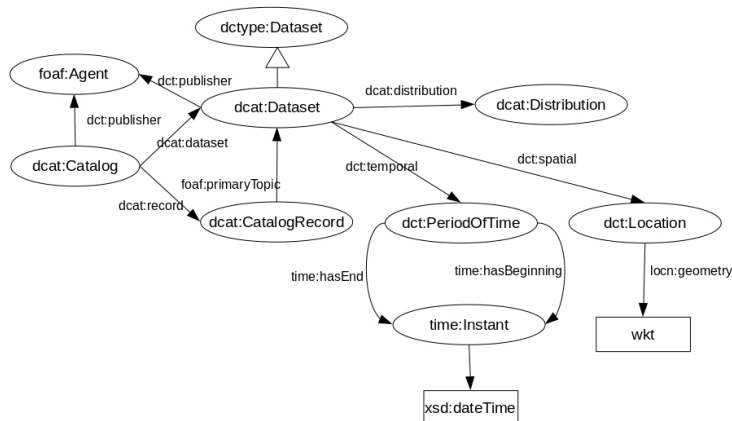 dctype:Dataset
foaf:Agent
dct:publisher
dcat:Dataset
dcat:distribution
dcat:Distribution
dct:publisher
dcat:dataset
dcat:Catalog
dct:temporal
dct:spatial
foaf:primaryTopic
dcat:record
dcat:CatalogRecord
dct:PeriodOfTime
dct:Location
time:hasEnd
time:hasBeginning
locn:geometry
time:Instant
wkt
xsd:dateTime